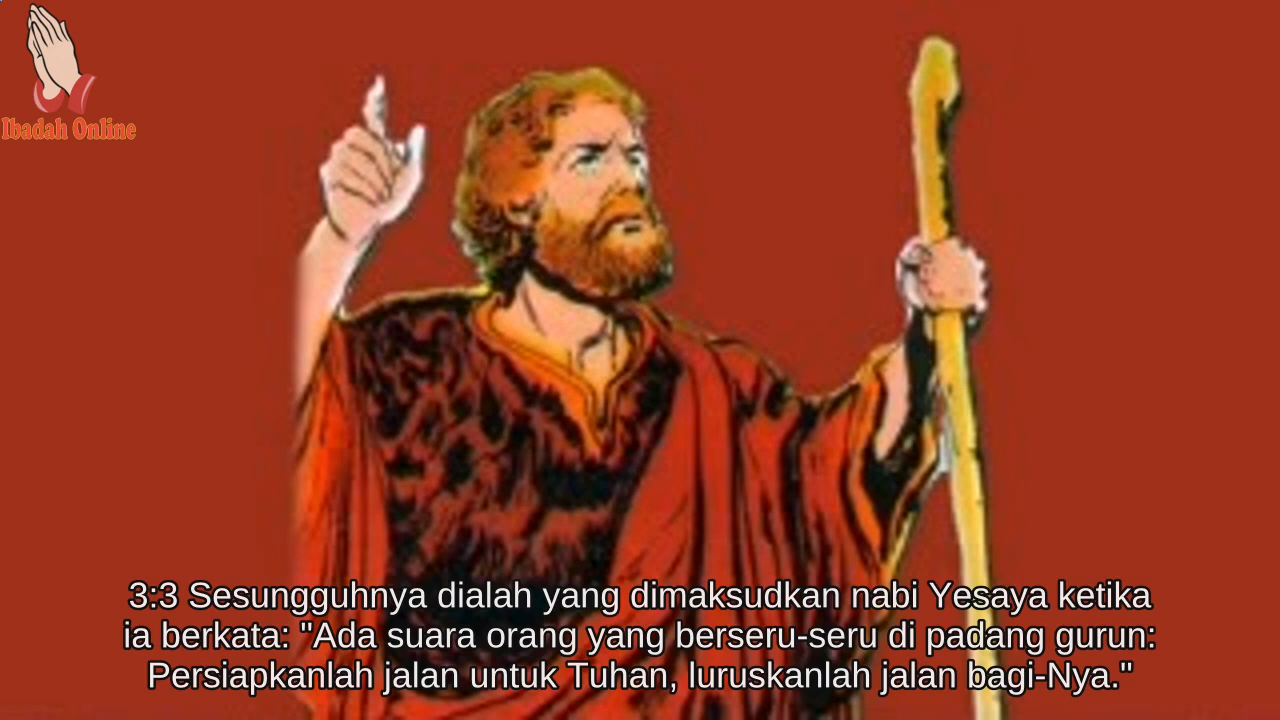 Ibadah Online
3:3 Sesungguhnya dialah yang dimaksudkan nabi Yesaya ketika
ia berkata: "Ada suara orang yang berseru-seru di padang gurun:
Persiapkanlah jalan untuk Tuhan, luruskanlah jalan bagi-Nya."